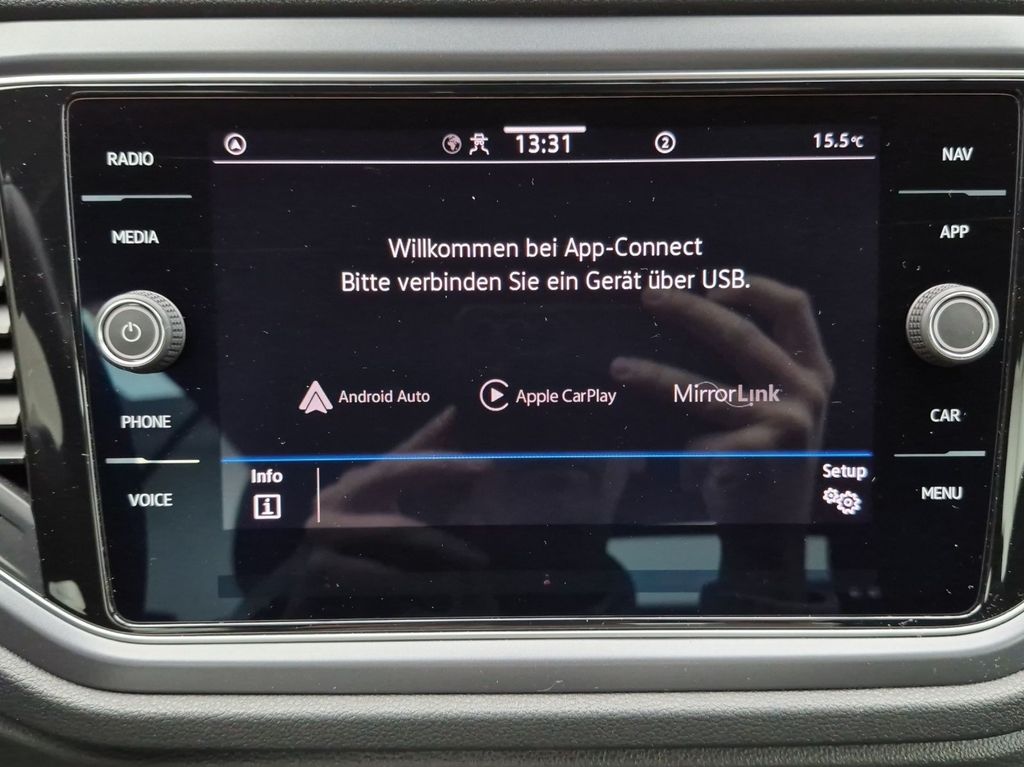 RADIO
MEDIA
PHONE
VOICE
13:31
2
15.5°C
Willkommen bei App-Connect
Bitte verbinden Sie ein Gerät über USB.
Android Auto
Apple CarPlay
MirrorLink
Info
i
Setup
NAV
APP
CAR
MENU